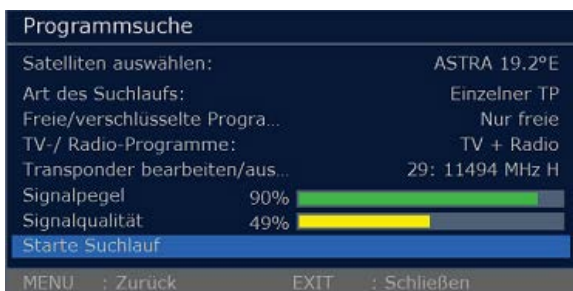 Programmsuche
Satelliten auswählen: ASTRA 19.2°E
Art des Suchlaufs: Einzelner TP
Freie/verschlüsselte Progra... Nur freie
TV-/ Radio-Programme: TV + Radio
Transponder bearbeiten/aus... 29: 11494 MHz H
Signalpegel 90%
Signalqualität 49%
Starte Suchlauf
MENU : Zurück EXIT : Schließen